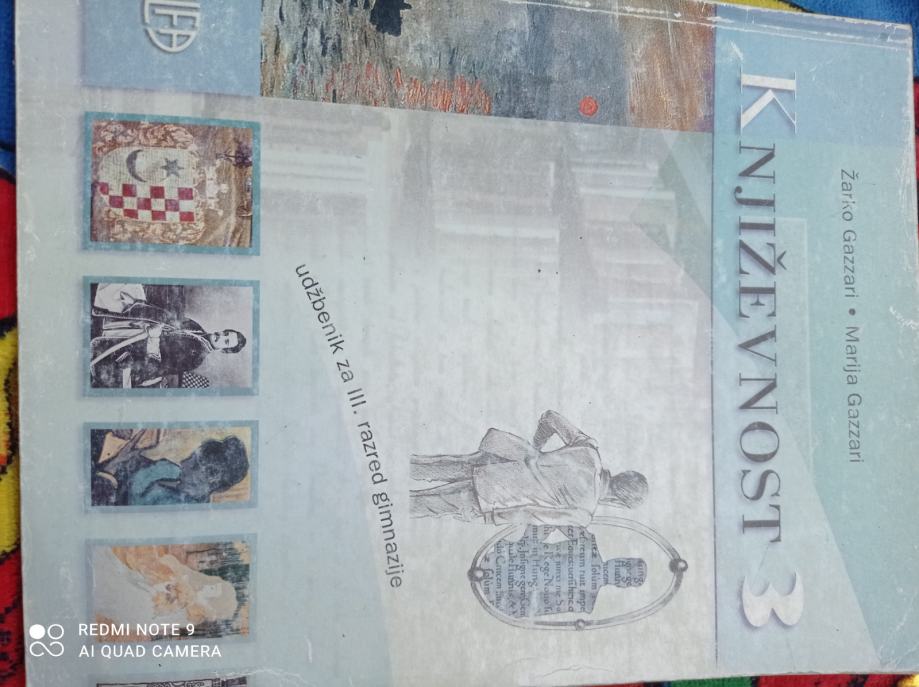 Žarko Gazzari • Marija Gazzari
KNJIŽEVNOST 3
udžbenik za III. razred gimnazije
REDMI NOTE 9
AI QUAD CAMERA